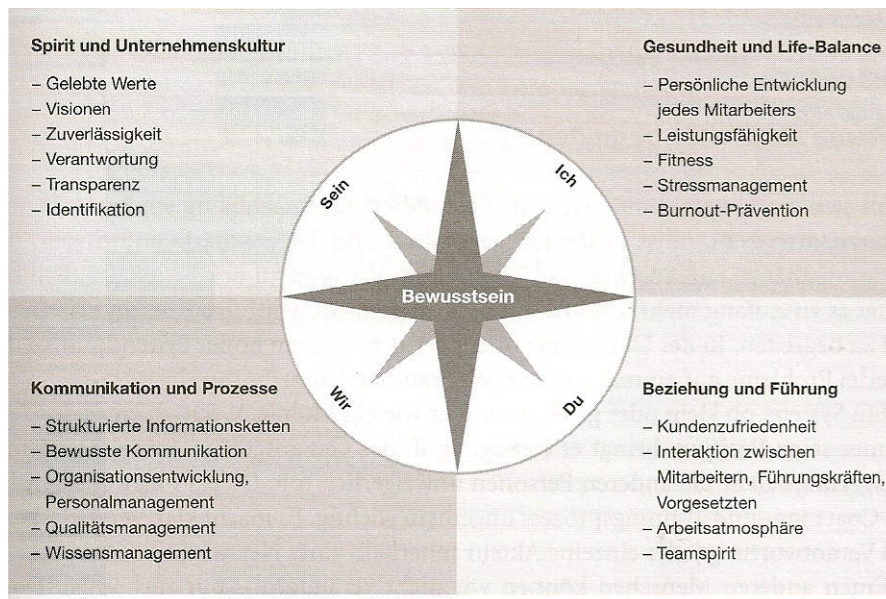 Spirit und Unternehmenskultur
– Gelebte Werte
– Visionen
– Zuverlässigkeit
– Verantwortung
– Transparenz
– Identifikation
Gesundheit und Life-Balance
– Persönliche Entwicklung
jedes Mitarbeiters
– Leistungsfähigkeit
– Fitness
– Stressmanagement
– Burnout-Prävention
Sein
Ich
Bewusstsein
Wir
Du
Kommunikation und Prozesse
– Strukturierte Informationsketten
– Bewusste Kommunikation
– Organisationsentwicklung,
Personalmanagement
– Qualitätsmanagement
– Wissensmanagement
Beziehung und Führung
– Kundenzufriedenheit
– Interaktion zwischen
Mitarbeitern, Führungskräften,
Vorgesetzten
– Arbeitsatmosphäre
– Teamspirit